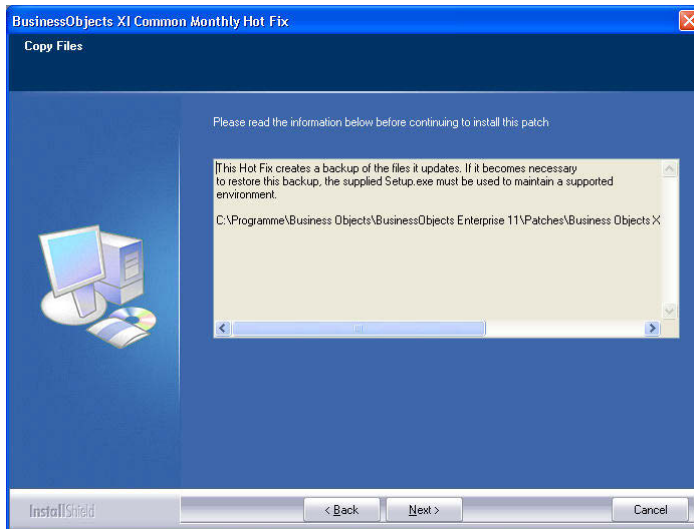 BusinessObjects XI Common Monthly Hot Fix
Copy Files
Please read the information below before continuing to install this patch
This Hot Fix creates a backup of the files it updates. If it becomes necessary
to restore this backup, the supplied Setup.exe must be used to maintain a supported
environment.
C:\Programme\Business Objects\BusinessObjects Enterprise 11\Patches\Business Objects X
InstallShield
< Back
Next >
Cancel